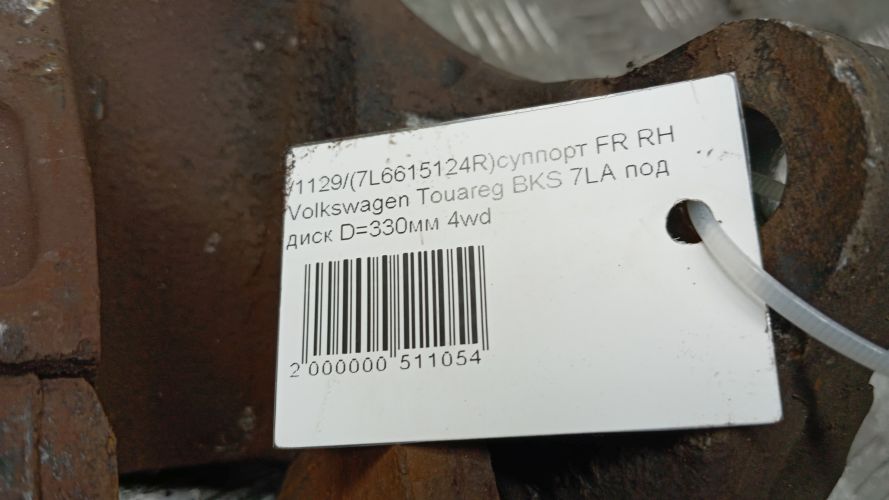 /1129/(7L6615124R)суппорт FR RH
Volkswagen Touareg BKS 7LA под
диск D=330мм 4wd
2 000000 511054